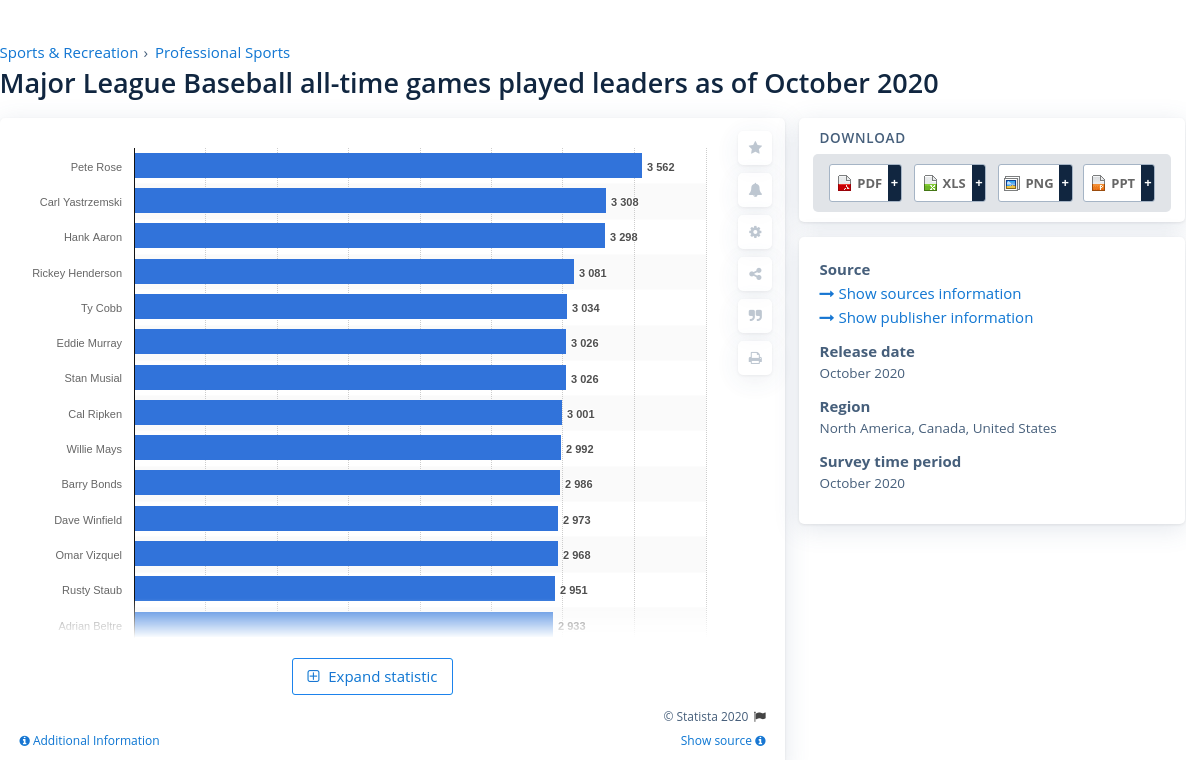 Sports & Recreation › Professional Sports
Major League Baseball all-time games played leaders as of October 2020
Pete Rose 3 562
Carl Yastrzemski 3 308
Hank Aaron 3 298
Rickey Henderson 3 081
Ty Cobb 3 034
Eddie Murray 3 026
Stan Musial 3 026
Cal Ripken 3 001
Willie Mays 2 992
Barry Bonds 2 986
Dave Winfield 2 973
Omar Vizquel 2 968
Rusty Staub 2 951
Adrian Beltre 2 933
Expand statistic
© Statista 2020
Additional Information Show source
DOWNLOAD
PDF + XLS + PNG + PPT +
Source
Show sources information
Show publisher information
Release date
October 2020
Region
North America, Canada, United States
Survey time period
October 2020